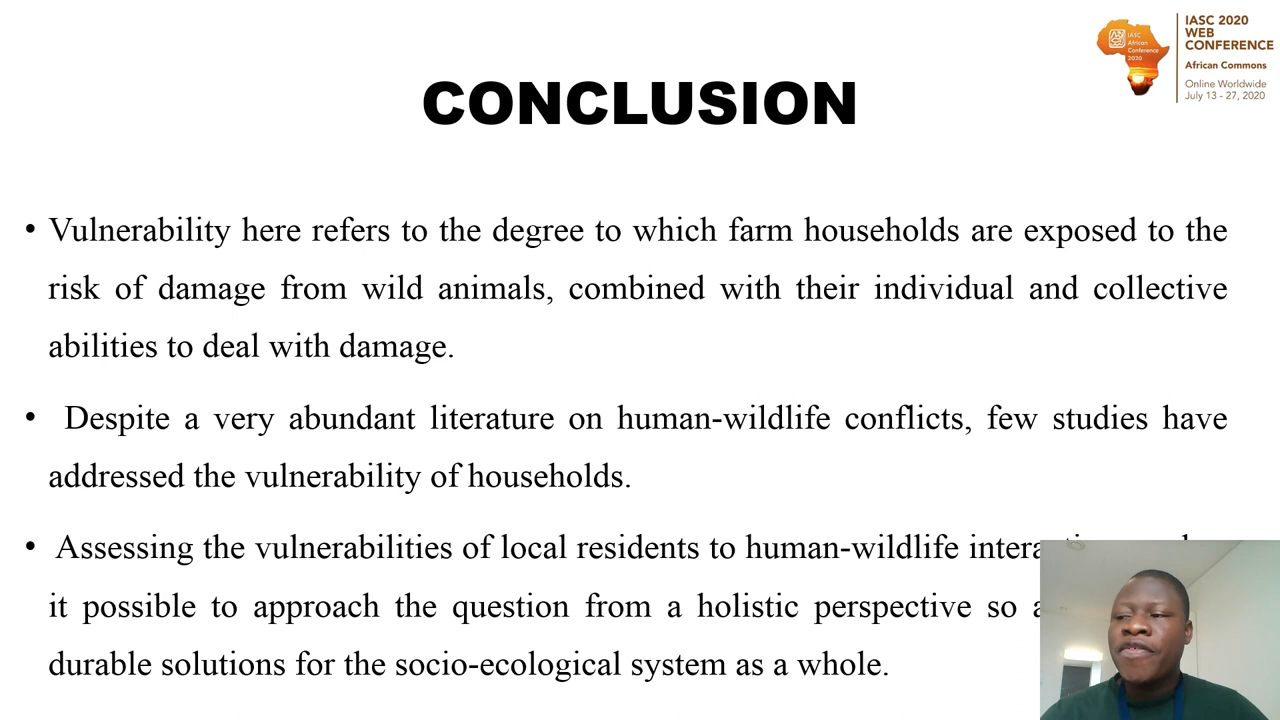 IASC 2020
WEB
CONFERENCE
African Commons
Online Worldwide
July 13 - 27, 2020
IASC
African
Conference
2020
CONCLUSION
• Vulnerability here refers to the degree to which farm households are exposed to the
risk of damage from wild animals, combined with their individual and collective
abilities to deal with damage.
• Despite a very abundant literature on human-wildlife conflicts, few studies have
addressed the vulnerability of households.
• Assessing the vulnerabilities of local residents to human-wildlife
it possible to approach the question from a holistic perspective so
durable solutions for the socio-ecological system as a whole.